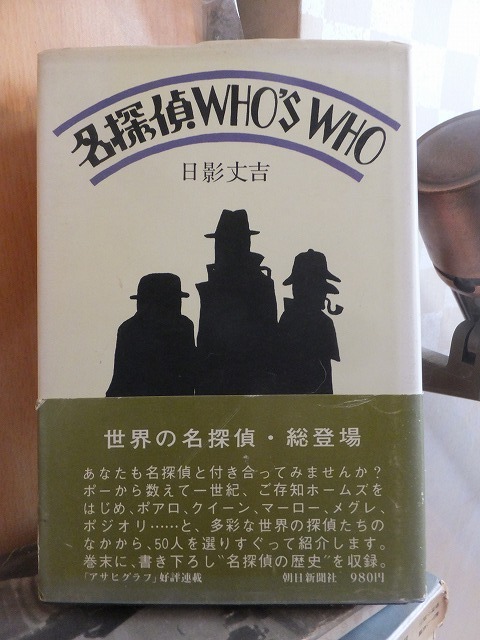 名探偵WHO'S WHO
日影丈吉
世界の名探偵・総登場
あなたも名探偵と付き合ってみませんか?
ポーから数えて一世紀、ご存知ホームズを
はじめ、ポアロ、クイーン、マーロー、メグレ、
ポジオリ……と、多彩な世界の探偵たちの
なかから、50人を選りすぐって紹介します。
巻末に、書き下ろし“名探偵の歴史”を収録。
「アサヒグラフ」好評連載 朝日新聞社 980円